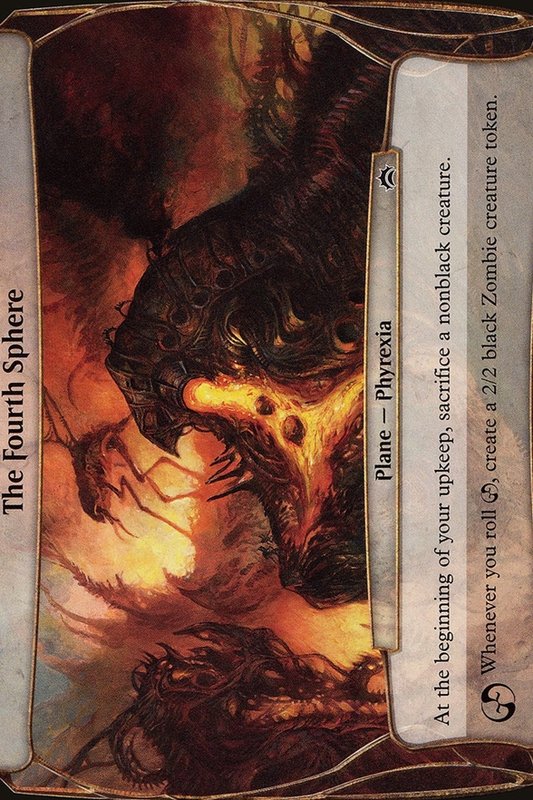 The Fourth Sphere
Plane — Phyrexia
At the beginning of your upkeep, sacrifice a nonblack creature.
Whenever you roll , create a 2/2 black Zombie creature token.